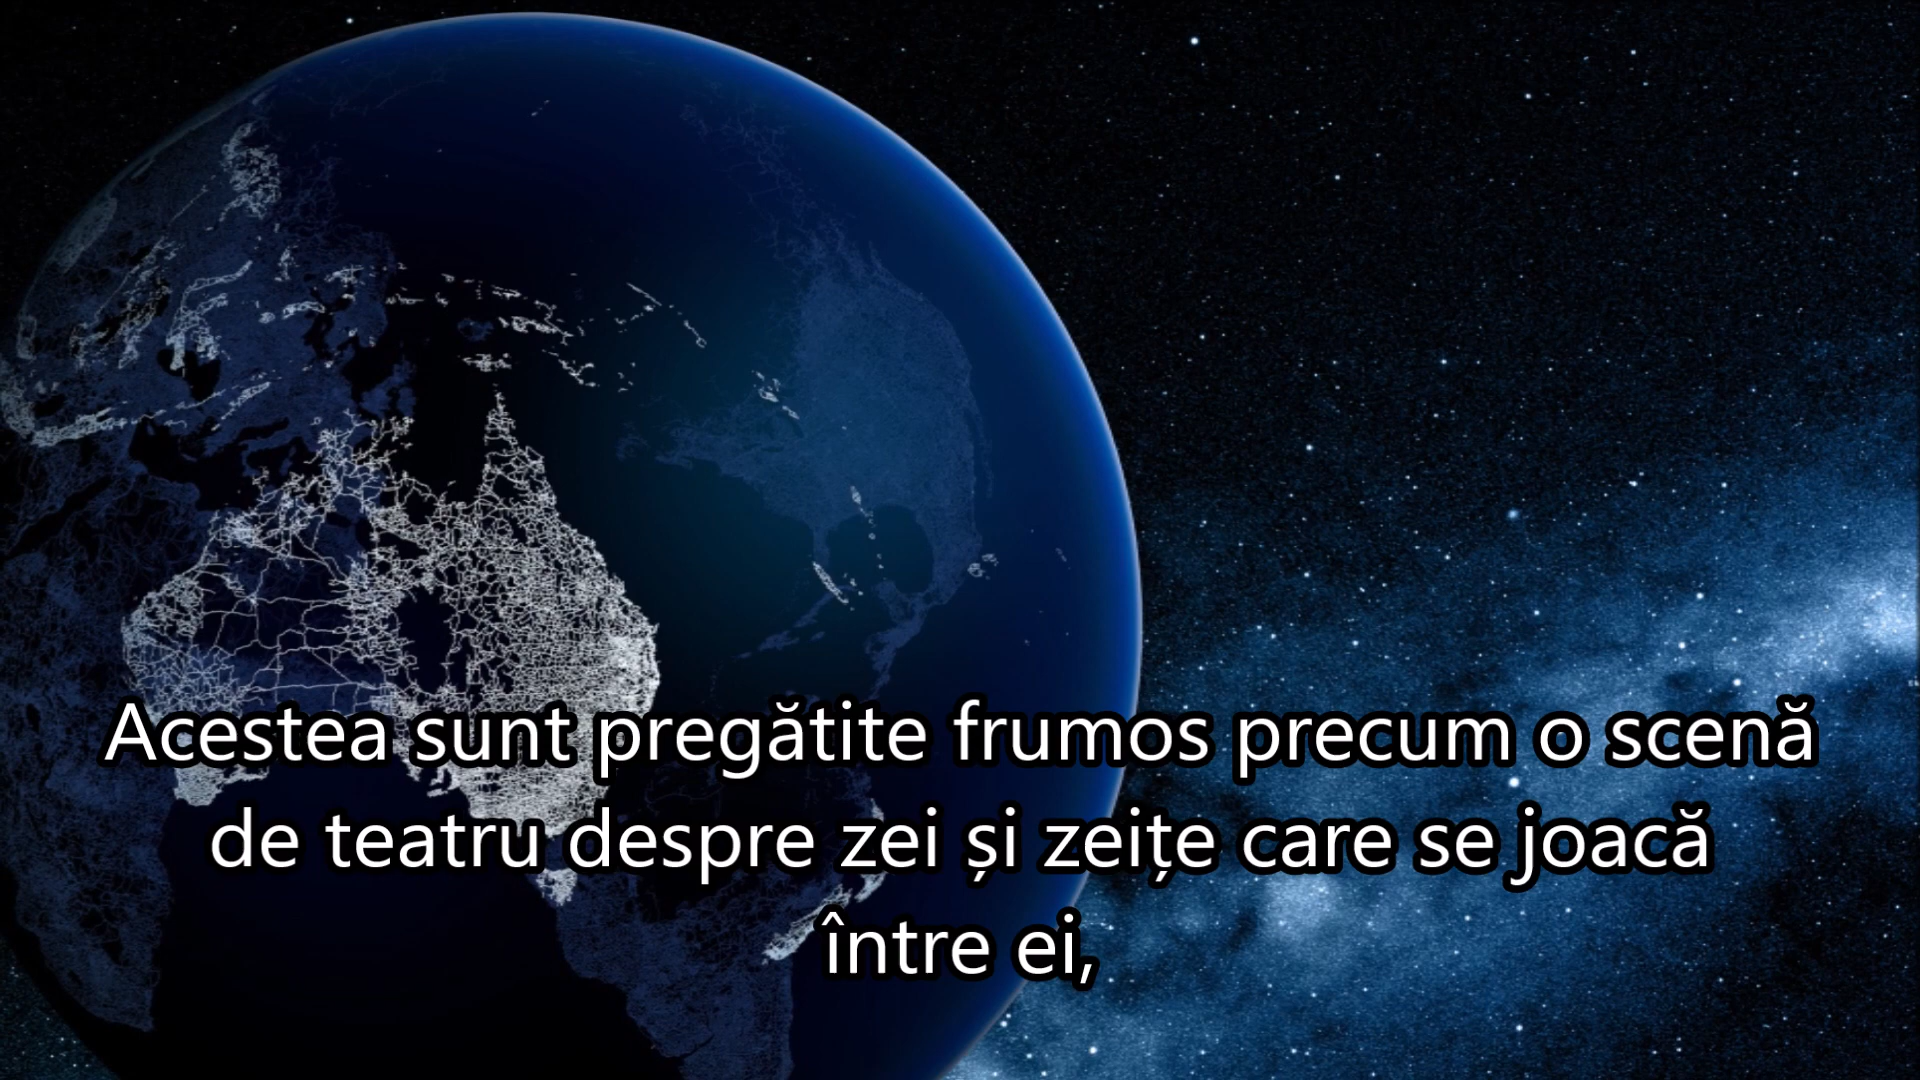 Acestea sunt pregătite frumos precum o scenă
de teatru despre zei și zeițe care se joacă
între ei,